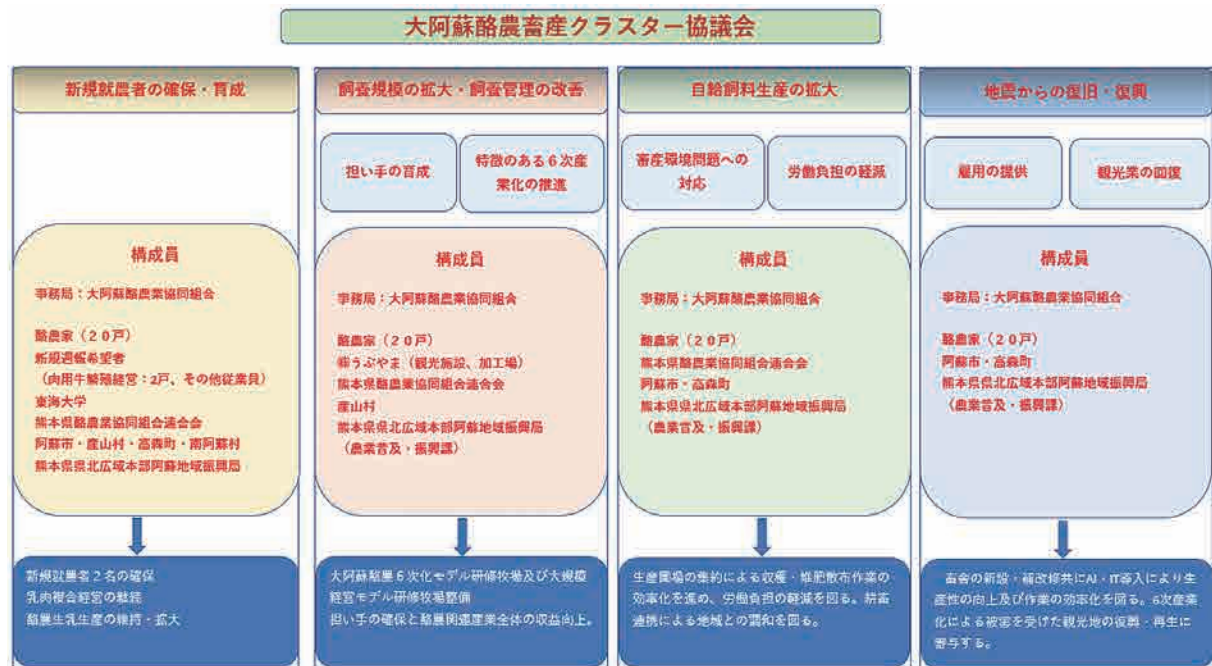 大阿蘇酪農畜産クラスター協議会
新規就農者の確保・育成
構成員
事務局：大阿蘇酪農業協同組合
酪農家（２０戸）
新規週報希望者
（肉用牛繁殖経営：2戸、その他従業員）
東海大学
熊本県酪農業協同組合連合会
阿蘇市・産山村・高森町・南阿蘇村
熊本県県北広域本部阿蘇地域振興局
新規就農者２名の確保
乳肉複合経営の継続
酪農生乳生産の維持・拡大
飼養規模の拡大・飼養管理の改善
担い手の育成
特徴のある６次産
業化の推進
構成員
事務局：大阿蘇酪農業協同組合
酪農家（２０戸）
㈱うぶやま（観光施設、加工場）
熊本県酪農業協同組合連合会
産山村
熊本県県北広域本部阿蘇地域振興局
（農業普及・振興課）
大阿蘇酪農６次化モデル研修牧場及び大規模
経営モデル研修牧場整備
担い手の確保と酪農関連産業全体の収益向上。
自給飼料生産の拡大
畜産環境問題への
対応
労働負担の軽減
構成員
事務局：大阿蘇酪農業協同組合
酪農家（２０戸）
熊本県酪農業協同組合連合会
阿蘇市・高森町
熊本県県北広域本部阿蘇地域振興局
（農業普及・振興課）
生産圃場の集約による収穫・堆肥散布作業の
効率化を進め、労働負担の軽減を図る。耕畜
連携による地域との調和を図る。
地震からの復旧・復興
雇用の提供
観光業の回復
構成員
事務局：大阿蘇酪農業協同組合
酪農家（２０戸）
阿蘇市・高森町
熊本県県北広域本部阿蘇地域振興局
（農業普及・振興課）
畜舎の新設・補改修共にAI・IT導入により生
産性の向上及び作業の効率化を図る。6次産業
化による被害を受けた観光地の復興・再生に
寄与する。